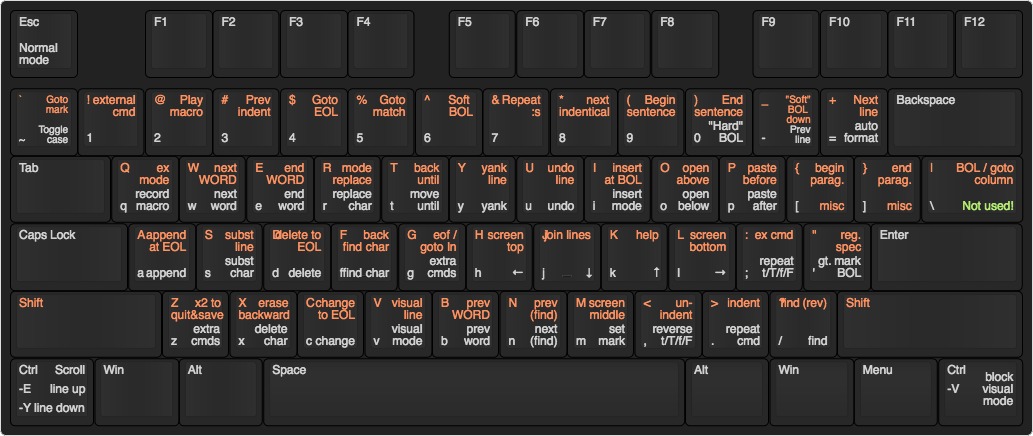 Esc
Normal
mode
F1
F2
F3
F4
F5
F6
F7
F8
F9
F10
F11
F12
` Goto
mark
Toggle
~ case
! external
cmd
1
@ Play
macro
2
# Prev
indent
3
$ Goto
EOL
4
% Goto
match
5
^ Soft
BOL
6
& Repeat
:s
7
* next
indentical
8
( Begin
sentence
9
) End
sentence
"Hard"
0 BOL
_ "Soft"
BOL
down
Prev
- line
+ Next
line
auto
= format
Backspace
Tab
Q ex
mode
record
q macro
W next
WORD
next
w word
E end
WORD
end
e word
R mode
replace
replace
r char
T back
until
move
t until
Y yank
line
y yank
U undo
line
u undo
I insert
at BOL
insert
i mode
O open
above
open
o below
P paste
before
paste
p after
{ begin
parag.
[ misc
} end
parag.
] misc
| BOL / goto
column
\ Not used!
Caps Lock
A append
at EOL
a append
S subst
line
subst
s char
D delete to
EOL
d delete
F back
find char
f find char
G eof /
goto ln
extra
g cmds
H screen
top
h ←
J join lines
j ↓
K help
k ↑
L screen
bottom
l →
: ex cmd
repeat
; t/T/f/F
" reg.
spec
gt. mark
' BOL
Enter
Shift
Z x2 to
quit&save
extra
z cmds
X erase
backward
delete
x char
C change
to EOL
c change
V visual
line
visual
v mode
B prev
WORD
prev
b word
N prev
(find)
next
n (find)
M screen
middle
set
m mark
< un-
indent
reverse
, t/T/f/F
> indent
repeat
. cmd
? find (rev)
/ find
Shift
Ctrl Scroll
-E line up
-Y line down
Win
Alt
Space
Alt
Win
Menu
Ctrl
-V block
visual
mode